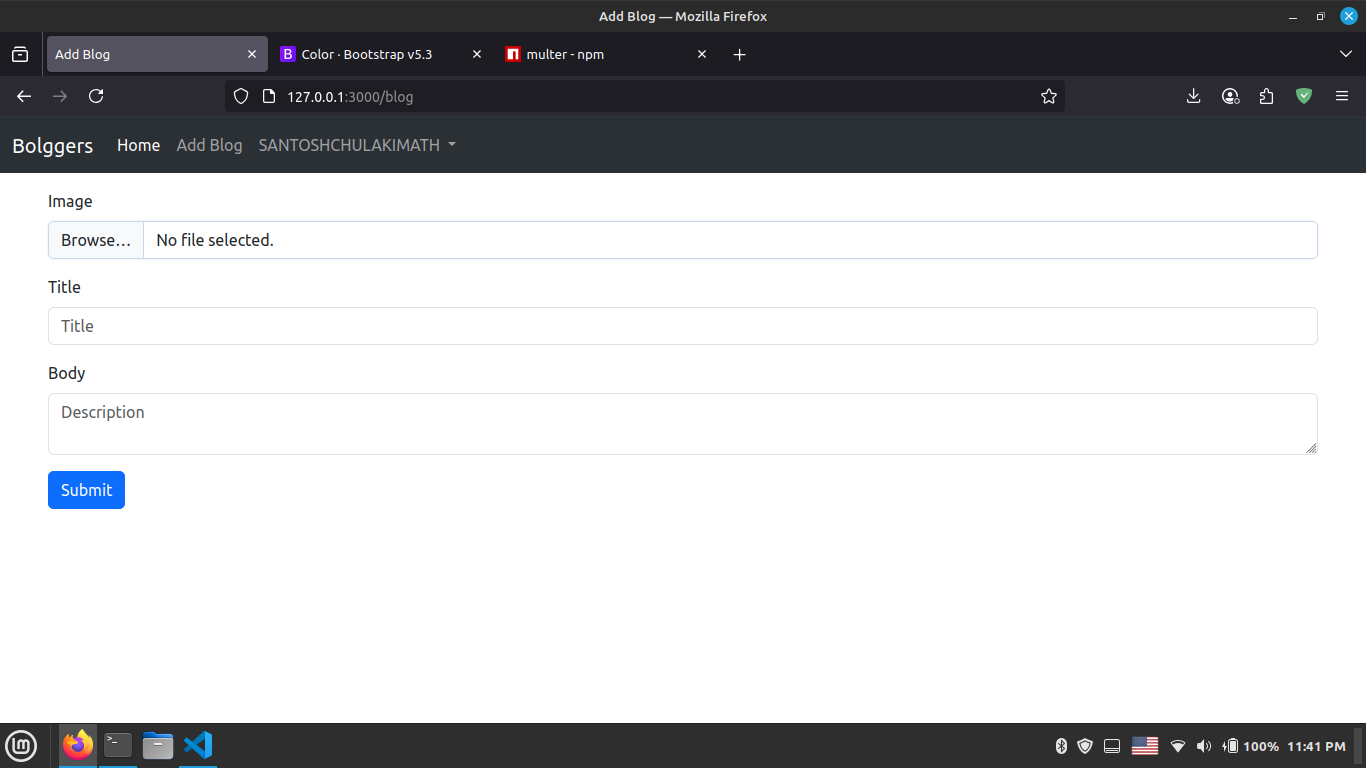 Add Blog — Mozilla Firefox
Add Blog
Color · Bootstrap v5.3
multer - npm
127.0.0.1:3000/blog
Bolggers Home Add Blog SANTOSHCHULAKIMATH
Image
Browse… No file selected.
Title
Title
Body
Description
Submit
100% 11:41 PM